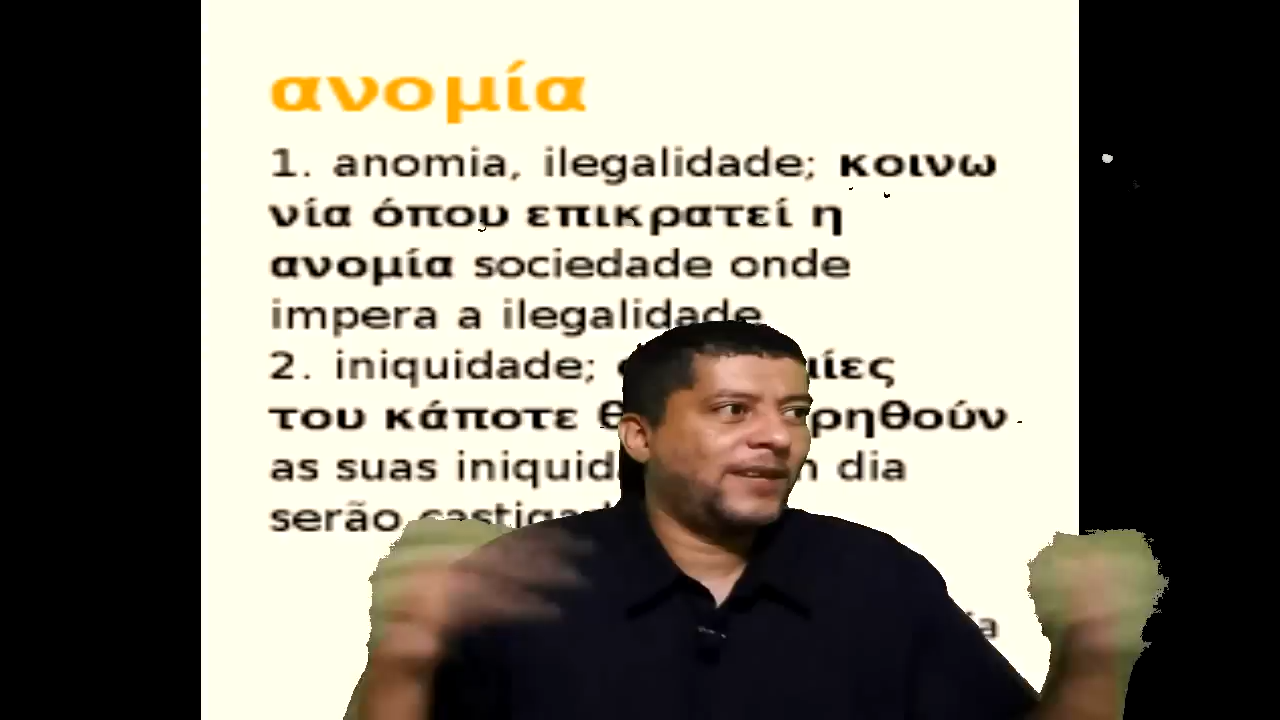 ανομία
1. anomia, ilegalidade; κοινω
νία όπου επικρατεί η
ανομία sociedade onde
impera a ilegalidade
2. iniquidade;
του κάποτε
as suas dia
serão